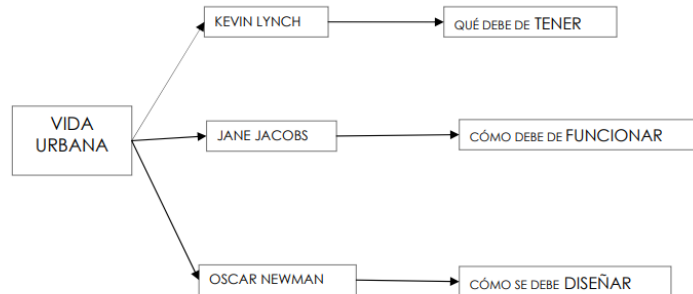 KEVIN LYNCH
QUÉ DEBE DE TENER
VIDA
URBANA
JANE JACOBS
CÓMO DEBE DE FUNCIONAR
OSCAR NEWMAN
CÓMO SE DEBE DISEÑAR